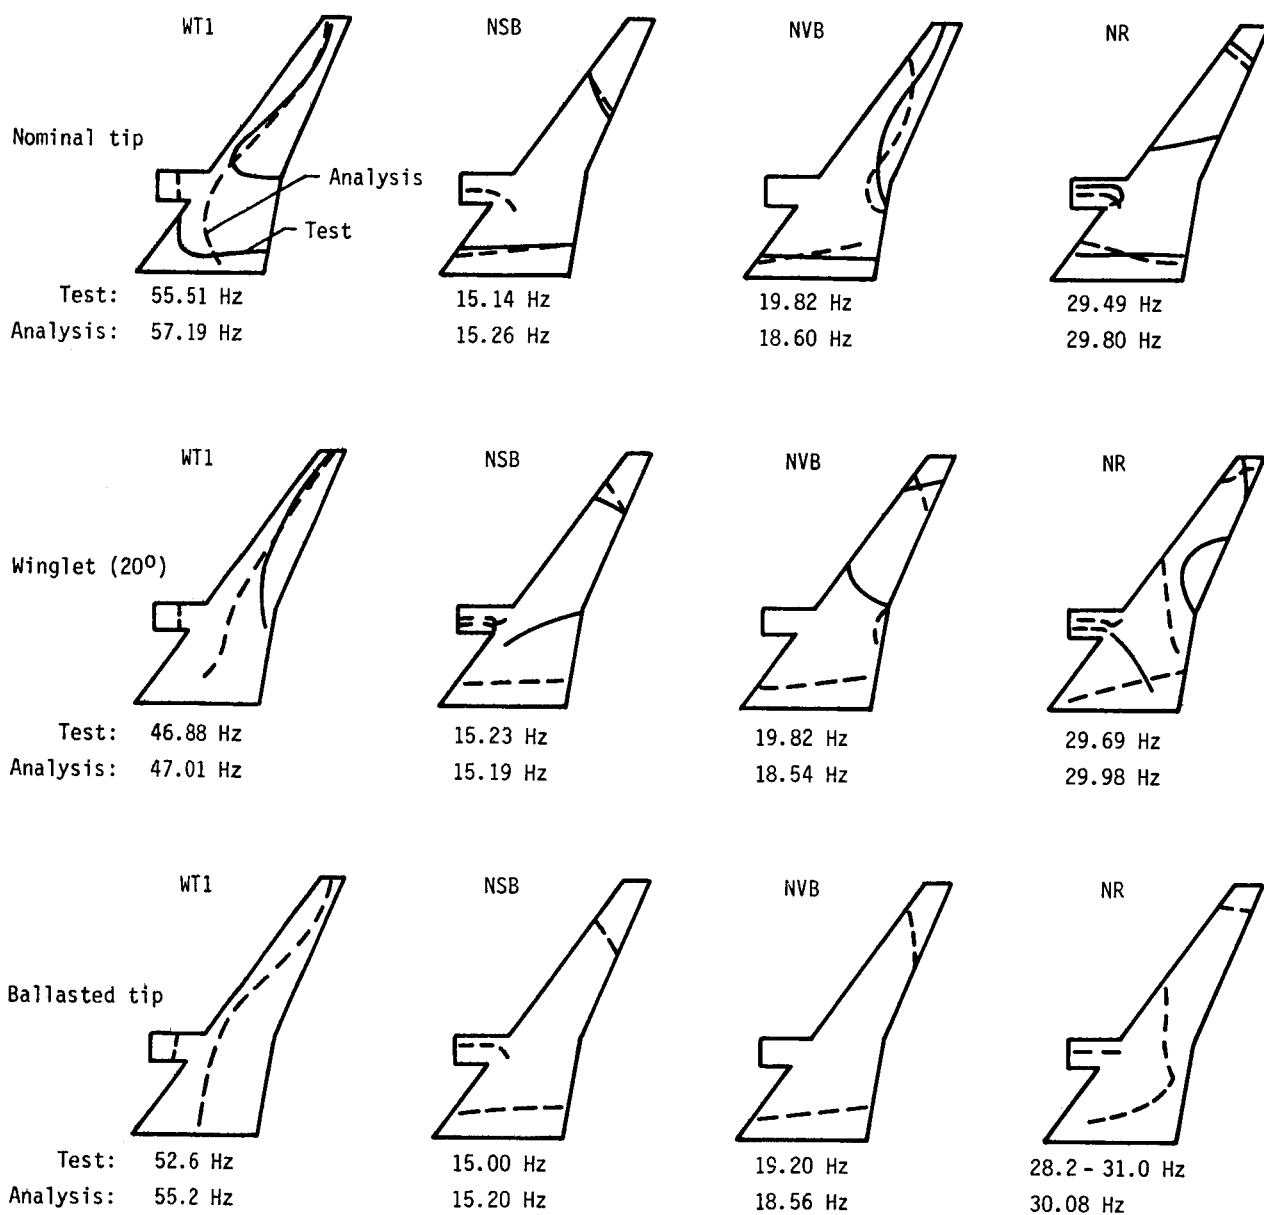 WT1 NSB NVB NR
Nominal tip
Analysis
Test
Test: 55.51 Hz 15.14 Hz 19.82 Hz 29.49 Hz
Analysis: 57.19 Hz 15.26 Hz 18.60 Hz 29.80 Hz
WT1 NSB NVB NR
Winglet (20°)
Test: 46.88 Hz 15.23 Hz 19.82 Hz 29.69 Hz
Analysis: 47.01 Hz 15.19 Hz 18.54 Hz 29.98 Hz
WT1 NSB NVB NR
Ballasted tip
Test: 52.6 Hz 15.00 Hz 19.20 Hz 28.2 - 31.0 Hz
Analysis: 55.2 Hz 15.20 Hz 18.56 Hz 30.08 Hz